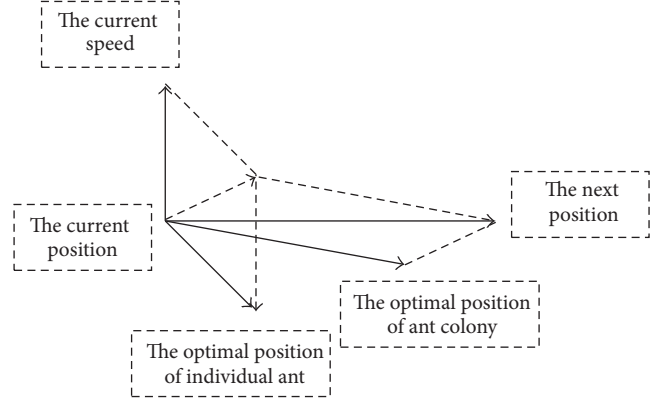 The current
speed
The current
position
The next
position
The optimal position
of ant colony
The optimal position
of individual ant